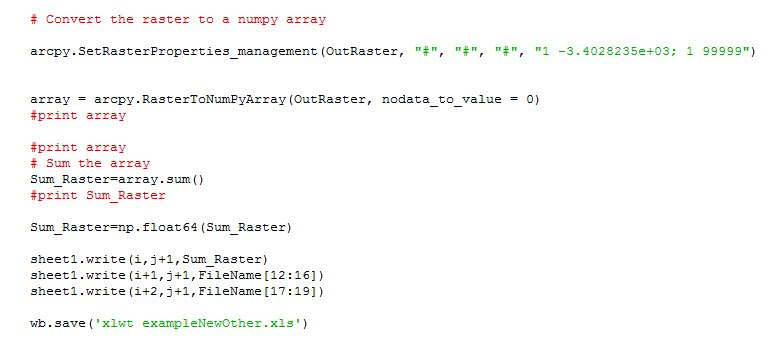 # Convert the raster to a numpy array
arcpy.SetRasterProperties_management(OutRaster, "#", "#", "#", "1 -3.4028235e+03; 1 99999")
array = arcpy.RasterToNumPyArray(OutRaster, nodata_to_value = 0)
#print array
#print array
# Sum the array
Sum_Raster=array.sum()
#print Sum_Raster
Sum_Raster=np.float64(Sum_Raster)
sheet1.write(i,j+1,Sum_Raster)
sheet1.write(i+1,j+1,FileName[12:16])
sheet1.write(i+2,j+1,FileName[17:19])
wb.save('xlwt exampleNewOther.xls')